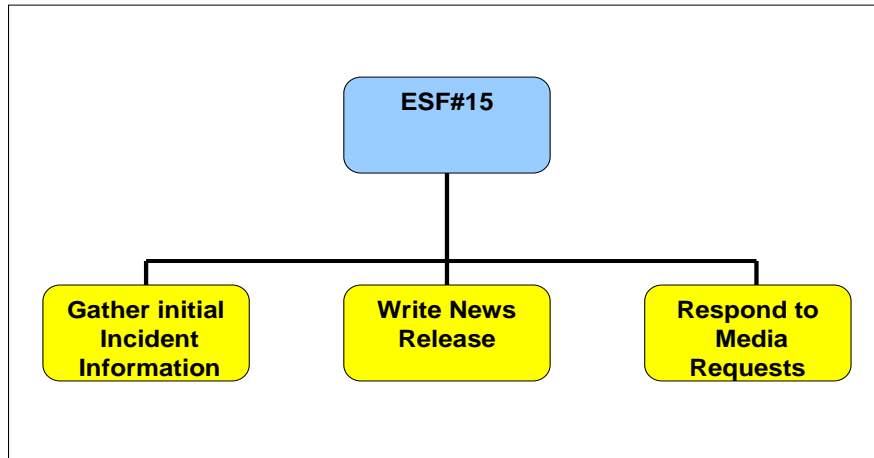 ESF#15
Gather initial
Incident
Information
Write News
Release
Respond to
Media
Requests